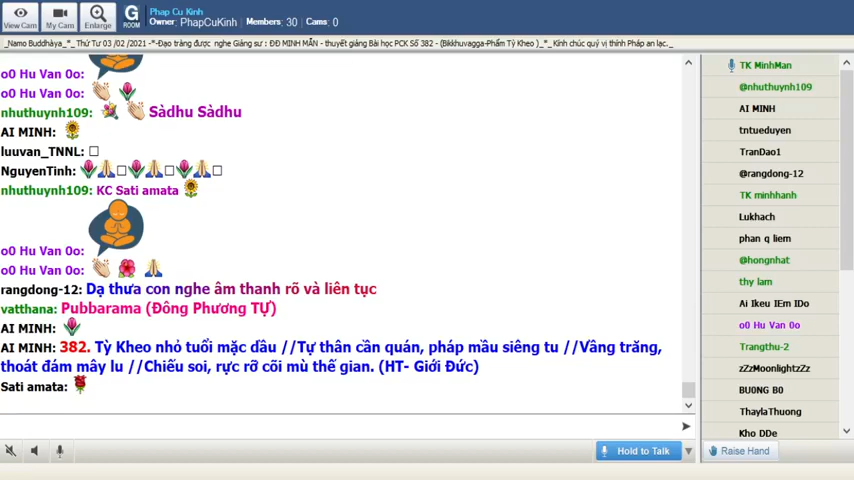 View Cam
My Cam
Enlarge
G
ROOM
Phap Cu Kinh
Owner: PhapCuKinh Members: 30 Cams: 0
_Namo Buddhàya_*_ Thứ Tư 03 /02 /2021 -*-Đạo tràng được nghe Giảng sư : ĐĐ MINH MẪN - thuyết giảng Bài học PCK Số 382 - (Bikkhuvagga-Phẩm Tỳ Kheo )_*_ Kính chúc quý vị thính Pháp an lạc._
o0 Hu Van 0o:
o0 Hu Van 0o:
nhuthuynh109: Sàdhu Sàdhu
AI MINH:
luuvan_TNNL:
NguyenTinh:
nhuthuynh109: KC Sati amata
o0 Hu Van 0o:
o0 Hu Van 0o:
rangdong-12: Dạ thưa con nghe âm thanh rõ và liên tục
vatthana: Pubbarama (Đông Phương TỰ)
AI MINH:
AI MINH: 382. Tỳ Kheo nhỏ tuổi mặc dầu //Tự thân cần quán, pháp mầu siêng tu //Vầng trăng,
thoát đám mây lu //Chiếu soi, rực rỡ cõi mù thế gian. (HT- Giới Đức)
Sati amata:
Hold to Talk
TK MinhMan
@nhuthuynh109
AI MINH
tntueduyen
TranDao1
@rangdong-12
TK minhhanh
Lukhach
phan q liem
@hongnhat
thy lam
Ai Ikeu IEm IDo
o0 Hu Van 0o
Trangthu-2
zZzMoonlightzZz
BU0NG B0
ThaylaThuong
Kho DDe
Raise Hand